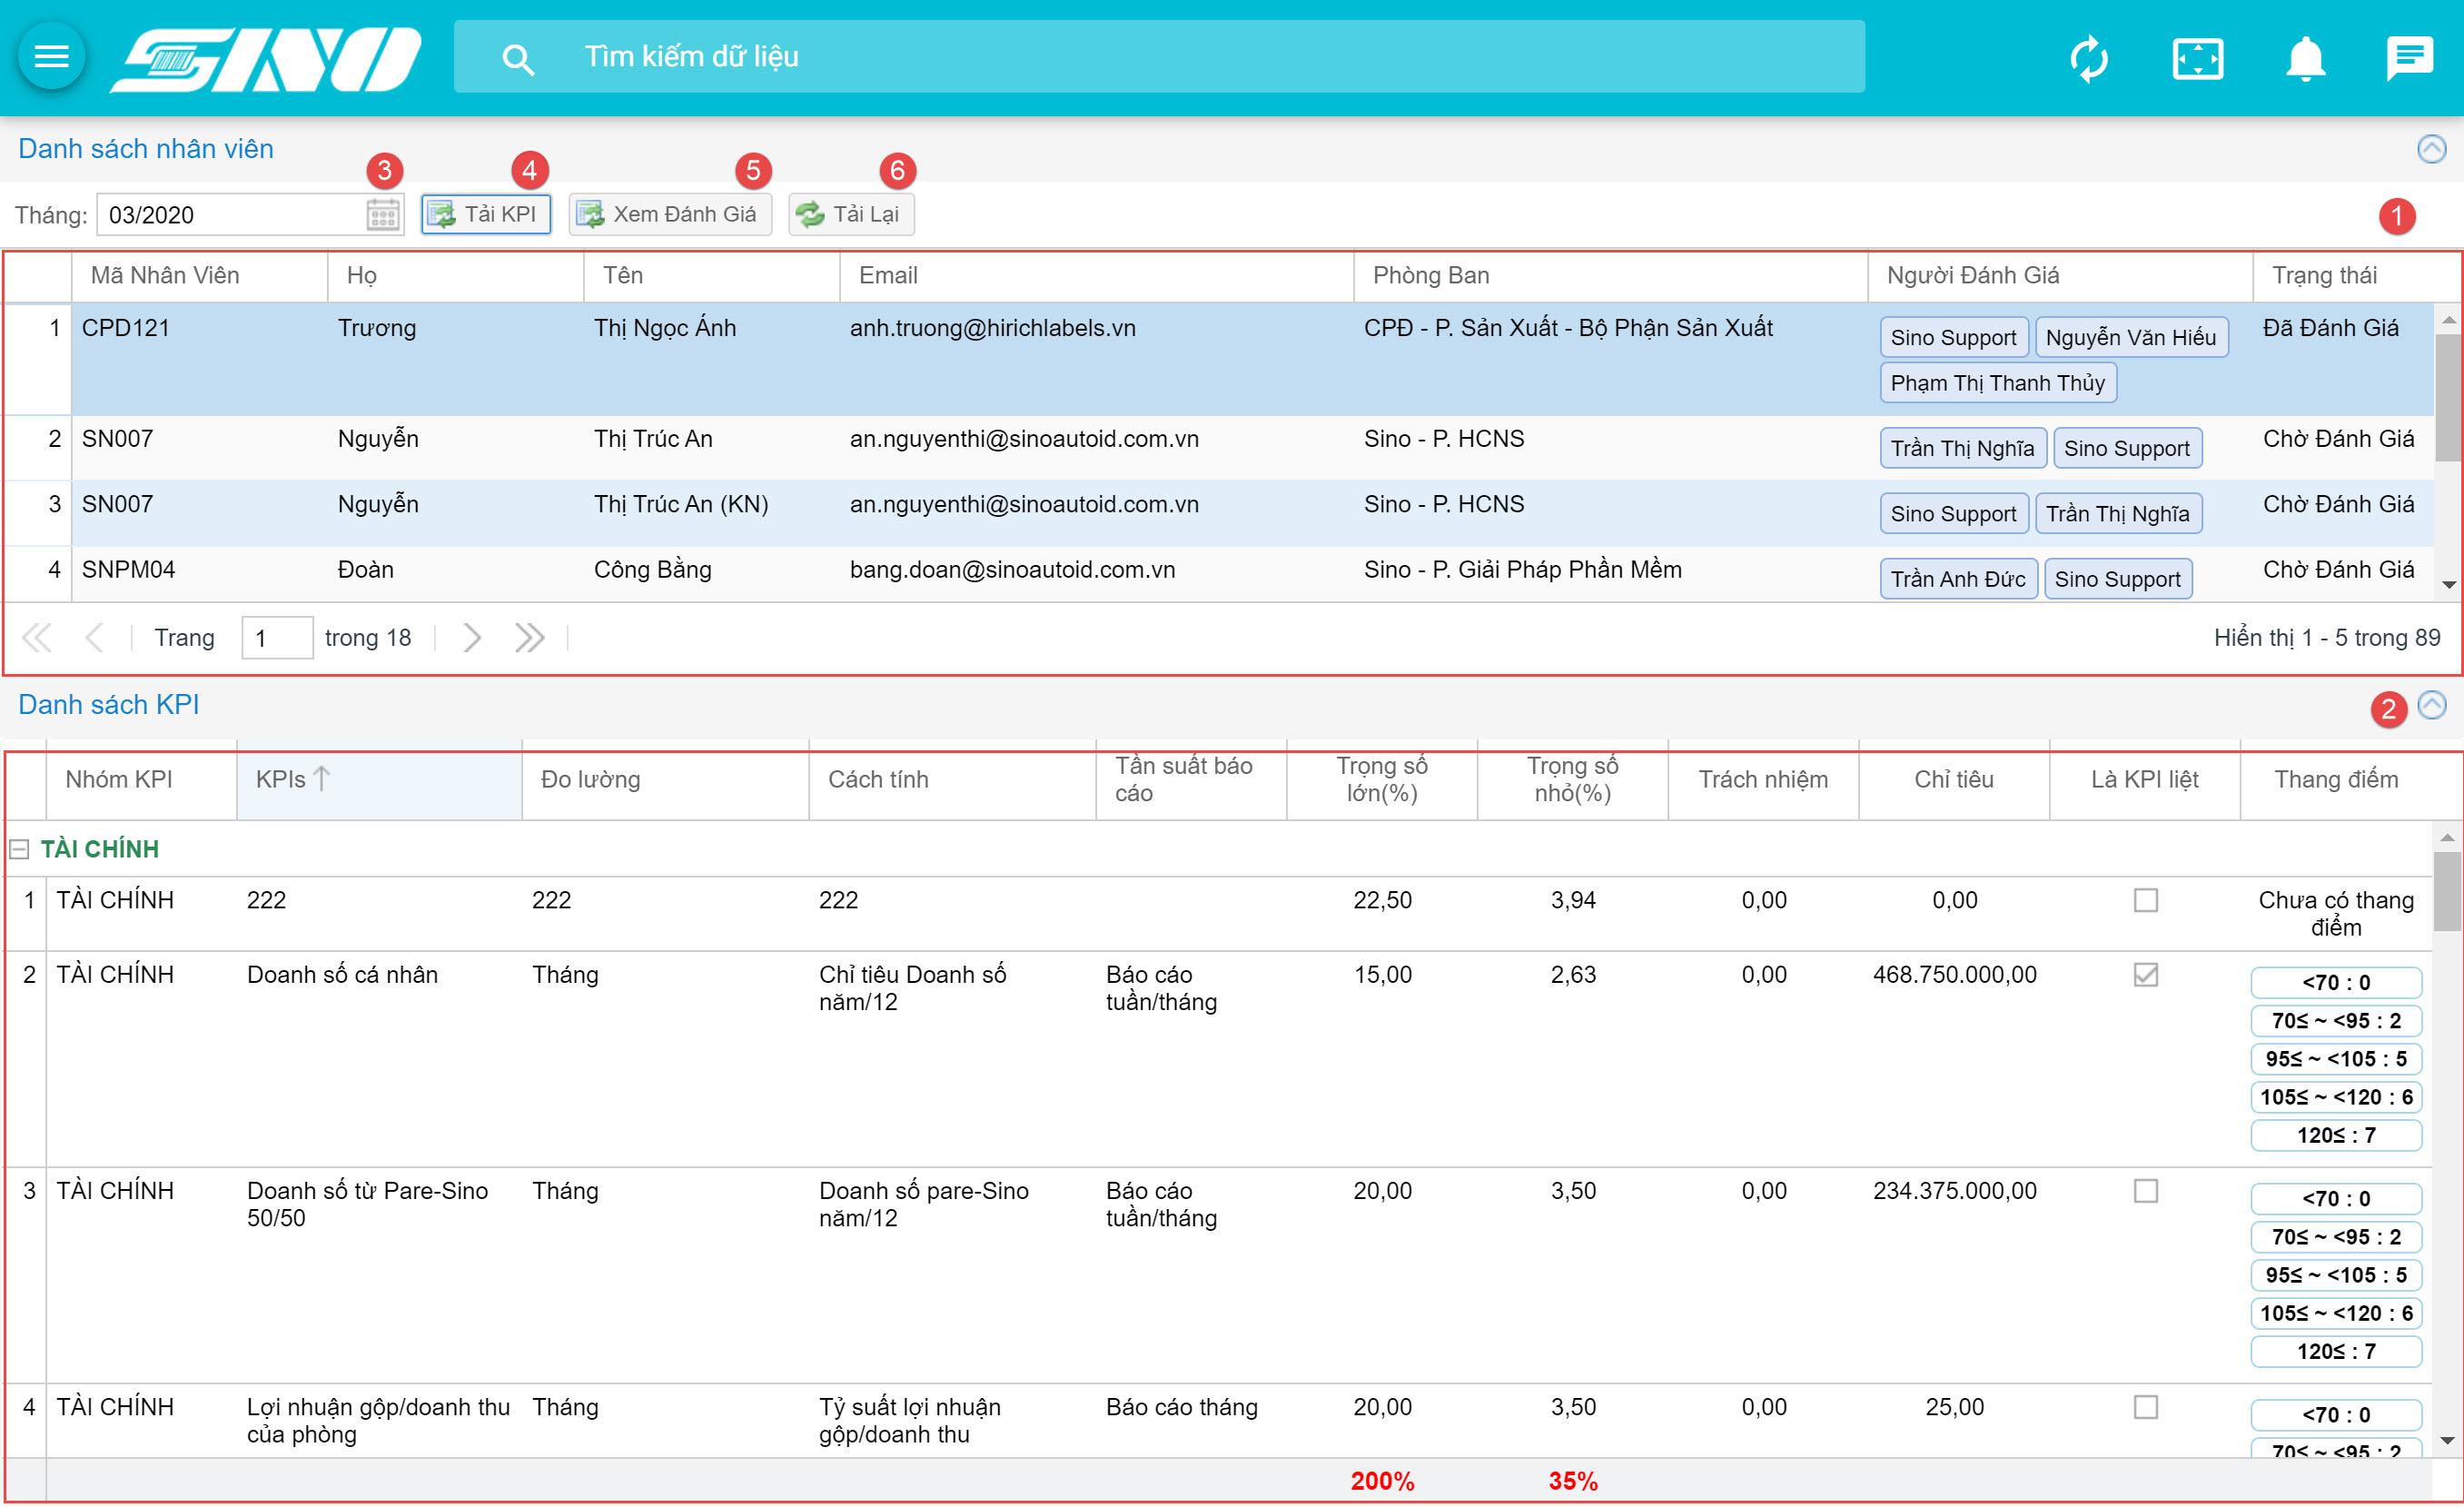 SINO
Tìm kiếm dữ liệu
Danh sách nhân viên
3 4 5 6
Tháng: 03/2020 Tải KPI Xem Đánh Giá Tải Lại 1
Mã Nhân Viên Họ Tên Email Phòng Ban Người Đánh Giá Trạng thái
1 CPD121 Trương Thị Ngọc Ánh anh.truong@hirichlabels.vn CPĐ - P. Sản Xuất - Bộ Phận Sản Xuất Sino Support Nguyễn Văn Hiếu Đã Đánh Giá
Phạm Thị Thanh Thủy
2 SN007 Nguyễn Thị Trúc An an.nguyenthi@sinoautoid.com.vn Sino - P. HCNS Trần Thị Nghĩa Sino Support Chờ Đánh Giá
3 SN007 Nguyễn Thị Trúc An (KN) an.nguyenthi@sinoautoid.com.vn Sino - P. HCNS Sino Support Trần Thị Nghĩa Chờ Đánh Giá
4 SNPM04 Đoàn Công Bằng bang.doan@sinoautoid.com.vn Sino - P. Giải Pháp Phần Mềm Trần Anh Đức Sino Support Chờ Đánh Giá
Trang 1 trong 18 Hiển thị 1 - 5 trong 89
Danh sách KPI 2
Nhóm KPI KPIs Đo lường Cách tính Tần suất báo cáo Trọng số lớn(%) Trọng số nhỏ(%) Trách nhiệm Chỉ tiêu Là KPI liệt Thang điểm
TÀI CHÍNH
1 TÀI CHÍNH 222 222 222 22,50 3,94 0,00 0,00 Chưa có thang
điểm
2 TÀI CHÍNH Doanh số cá nhân Tháng Chỉ tiêu Doanh số Báo cáo 15,00 2,63 0,00 468.750.000,00 <70 : 0
năm/12 tuần/tháng
70≤ ~ <95 : 2
95≤ ~ <105 : 5
105≤ ~ <120 : 6
120≤ : 7
3 TÀI CHÍNH Doanh số từ Pare-Sino Tháng Doanh số pare-Sino Báo cáo 20,00 3,50 0,00 234.375.000,00 <70 : 0
50/50 năm/12 tuần/tháng
70≤ ~ <95 : 2
95≤ ~ <105 : 5
105≤ ~ <120 : 6
120≤ : 7
4 TÀI CHÍNH Lợi nhuận gộp/doanh thu Tháng Tỷ suất lợi nhuận Báo cáo tháng 20,00 3,50 0,00 25,00 <70 : 0
của phòng gộp/doanh thu
70≤ ~ <95 : 2
200% 35%